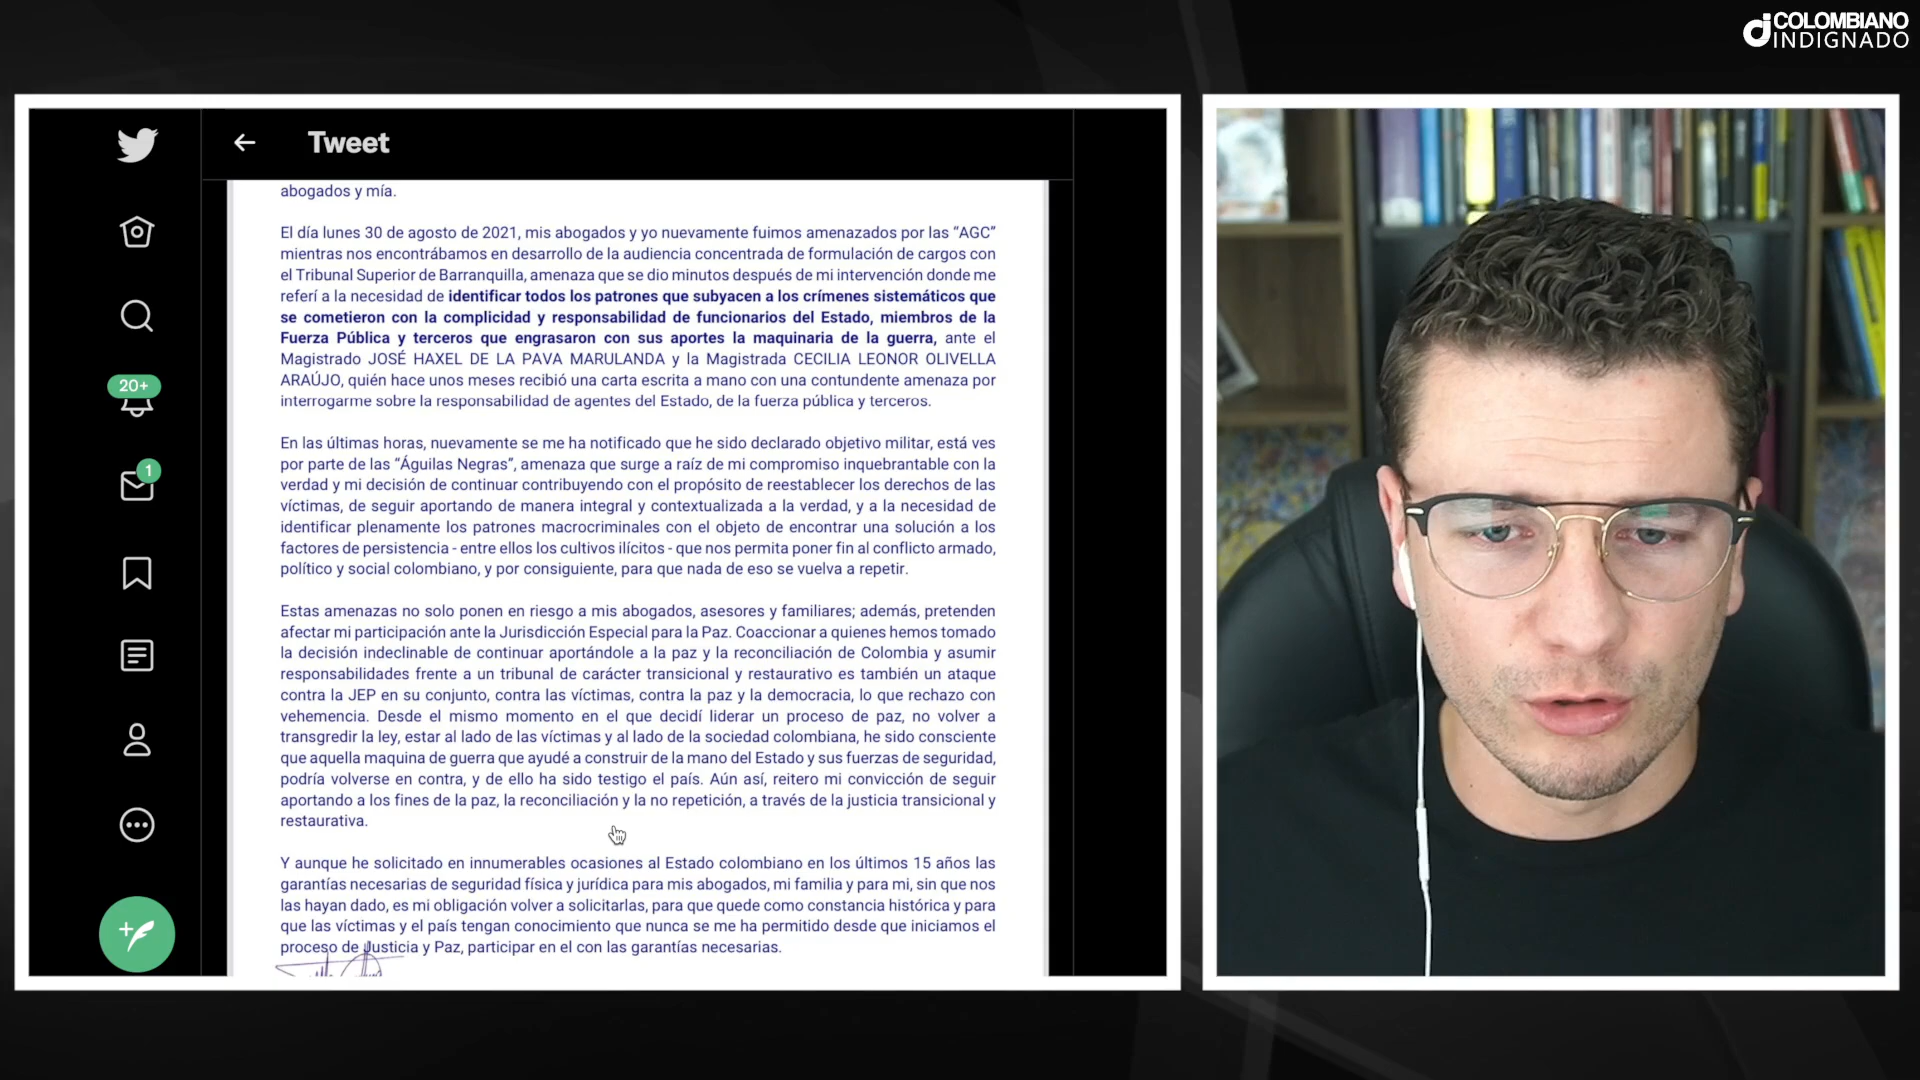 COLOMBIANO
INDIGNADO
Tweet
20+
1
abogados y mía.
El día lunes 30 de agosto de 2021, mis abogados y yo nuevamente fuimos amenazados por las “AGC”
mientras nos encontrábamos en desarrollo de la audiencia concentrada de formulación de cargos con
el Tribunal Superior de Barranquilla, amenaza que se dio minutos después de mi intervención donde me
referí a la necesidad de identificar todos los patrones que subyacen a los crímenes sistemáticos que
se cometieron con la complicidad y responsabilidad de funcionarios del Estado, miembros de la
Fuerza Pública y terceros que engrasaron con sus aportes la maquinaria de la guerra, ante el
Magistrado JOSÉ HAXEL DE LA PAVA MARULANDA y la Magistrada CECILIA LEONOR OLIVELLA
ARAÚJO, quién hace unos meses recibió una carta escrita a mano con una contundente amenaza por
interrogarme sobre la responsabilidad de agentes del Estado, de la fuerza pública y terceros.
En las últimas horas, nuevamente se me ha notificado que he sido declarado objetivo militar, está ves
por parte de las “Águilas Negras”, amenaza que surge a raíz de mi compromiso inquebrantable con la
verdad y mi decisión de continuar contribuyendo con el propósito de reestablecer los derechos de las
víctimas, de seguir aportando de manera integral y contextualizada a la verdad, y a la necesidad de
identificar plenamente los patrones macrocriminales con el objeto de encontrar una solución a los
factores de persistencia - entre ellos los cultivos ilícitos - que nos permita poner fin al conflicto armado,
político y social colombiano, y por consiguiente, para que nada de eso se vuelva a repetir.
Estas amenazas no solo ponen en riesgo a mis abogados, asesores y familiares; además, pretenden
afectar mi participación ante la Jurisdicción Especial para la Paz. Coaccionar a quienes hemos tomado
la decisión indeclinable de continuar aportándole a la paz y la reconciliación de Colombia y asumir
responsabilidades frente a un tribunal de carácter transicional y restaurativo es también un ataque
contra la JEP en su conjunto, contra las víctimas, contra la paz y la democracia, lo que rechazo con
vehemencia. Desde el mismo momento en el que decidí liderar un proceso de paz, no volver a
transgredir la ley, estar al lado de las víctimas y al lado de la sociedad colombiana, he sido consciente
que aquella maquina de guerra que ayudé a construir de la mano del Estado y sus fuerzas de seguridad,
podría volverse en contra, y de ello ha sido testigo el país. Aún así, reitero mi convicción de seguir
aportando a los fines de la paz, la reconciliación y la no repetición, a través de la justicia transicional y
restaurativa.
Y aunque he solicitado en innumerables ocasiones al Estado colombiano en los últimos 15 años las
garantías necesarias de seguridad física y jurídica para mis abogados, mi familia y para mi, sin que nos
las hayan dado, es mi obligación volver a solicitarlas, para que quede como constancia histórica y para
que las víctimas y el país tengan conocimiento que nunca se me ha permitido desde que iniciamos el
proceso de Justicia y Paz, participar en el con las garantías necesarias.